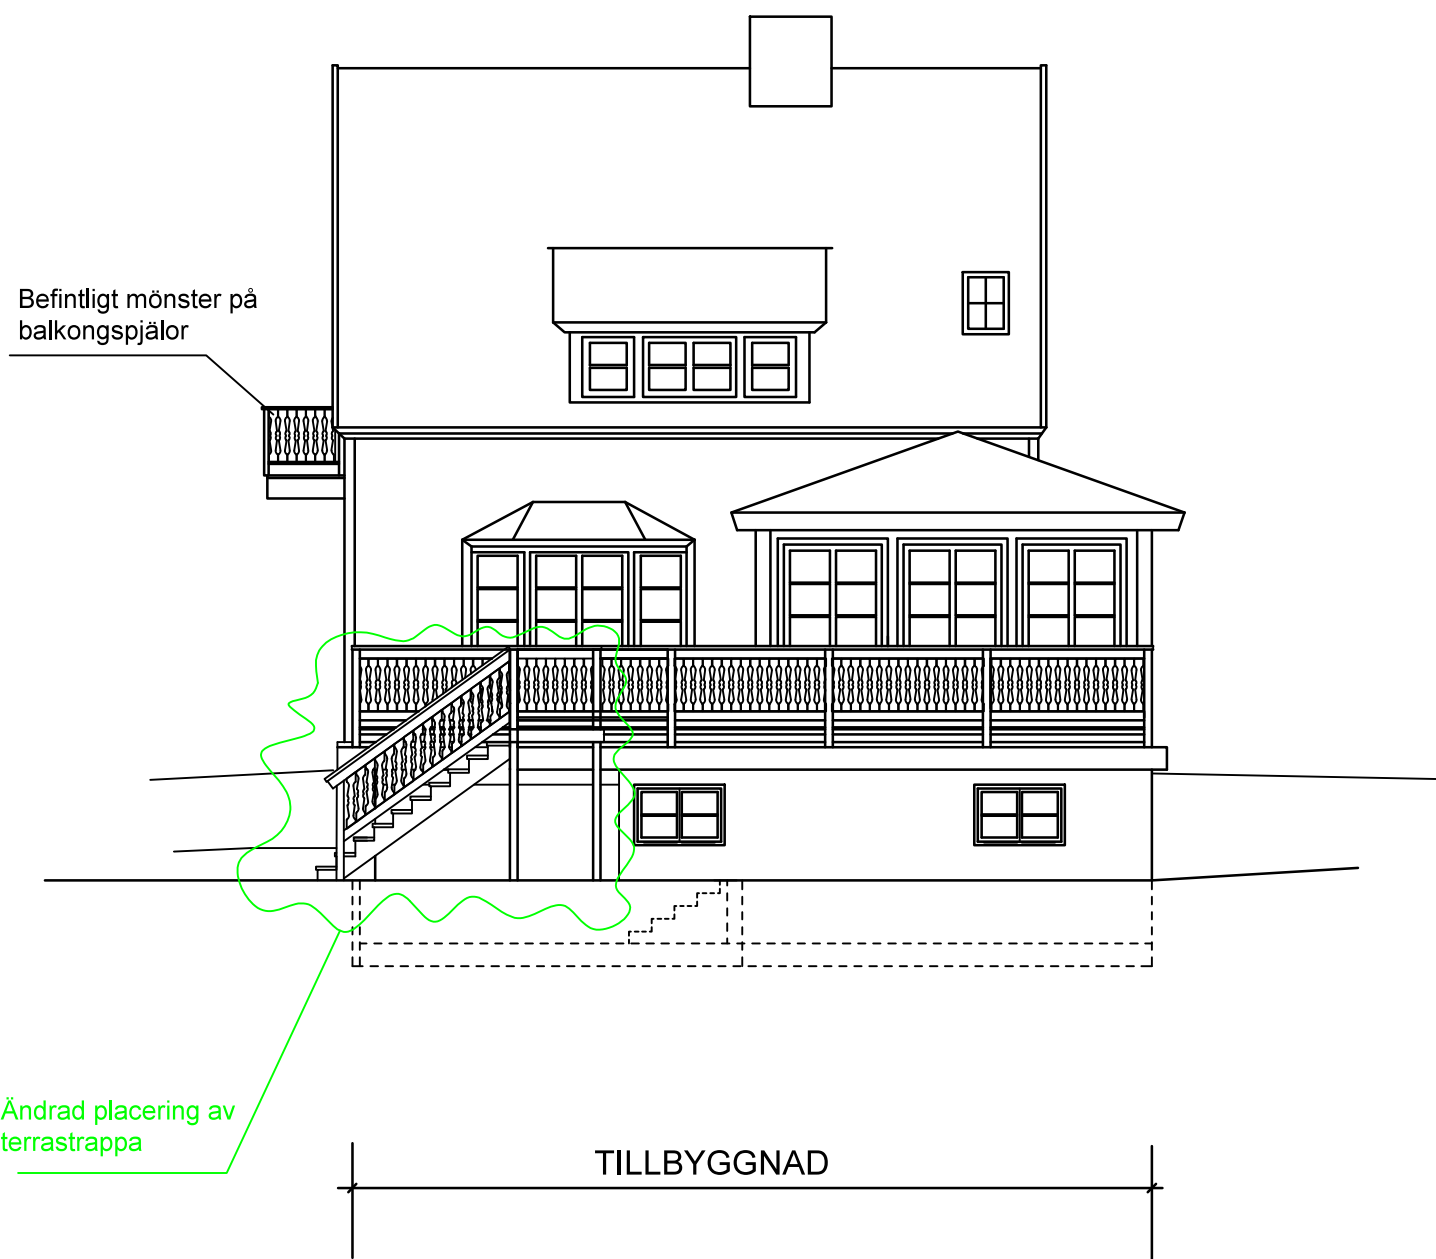 Befintligt mönster på
balkongspjälor
Ändrad placering av
terrastrappa
TILLBYGGNAD